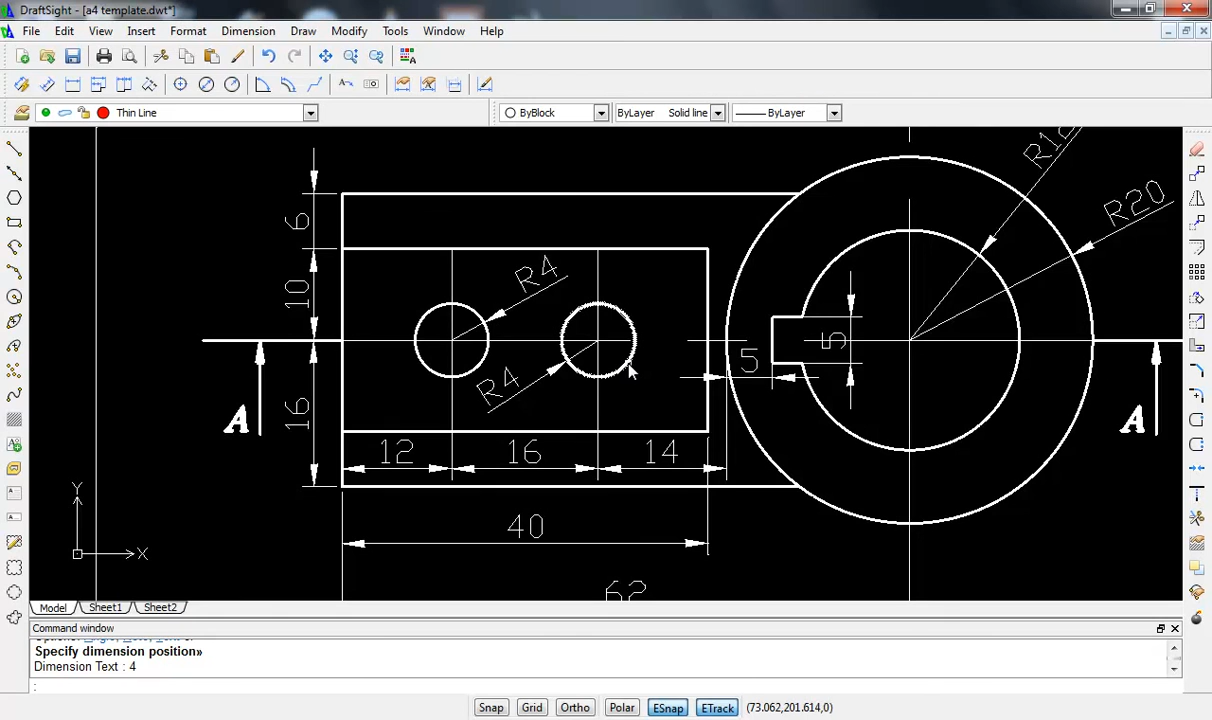 DraftSight - [a4 template.dwt*]
File Edit View Insert Format Dimension Draw Modify Tools Window Help
Thin Line
ByBlock
ByLayer Solid line
ByLayer
R20
6
R4
10
5
5
R4
16
A
A
12 16 14
40
62
Y
X
Model Sheet1 Sheet2
Command window
Specify dimension position»
Dimension Text : 4
:
Snap Grid Ortho Polar ESnap ETrack (73.062,201.614,0)